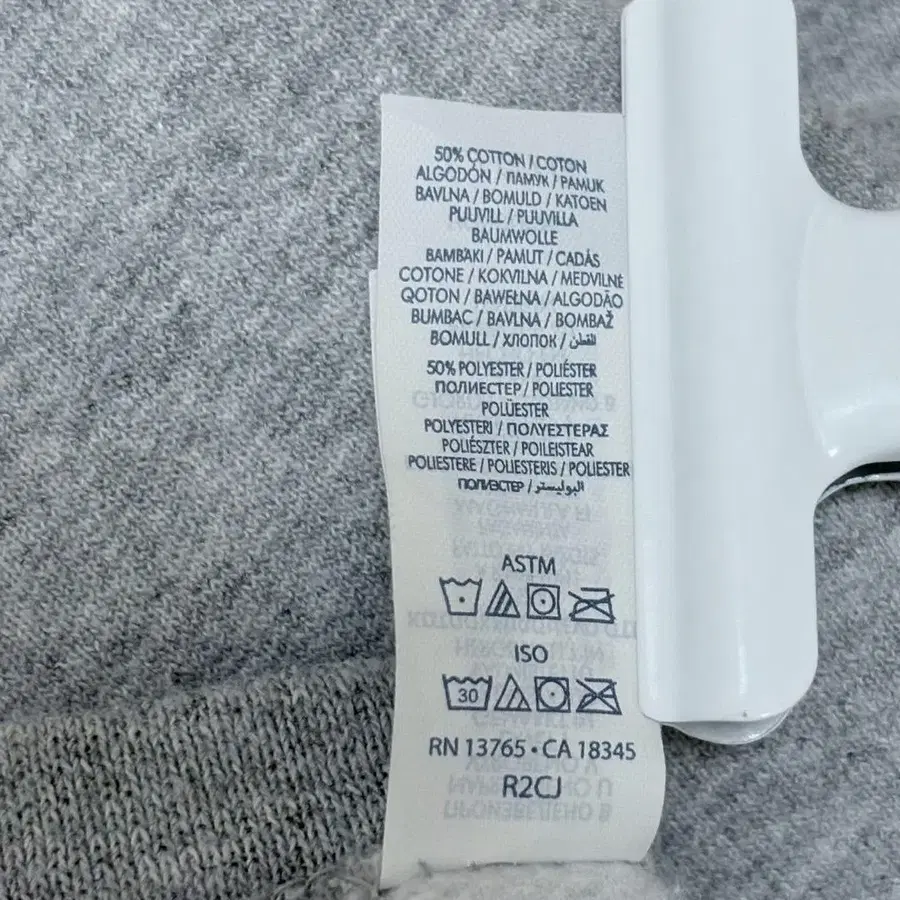 50% COTTON / COTON
ALGODÓN / ПАМУК / PAMUK
BAVLNA / BOMULD / KATOEN
PUUVILL / PUUVILLA
BAUMWOLLE
ΒΑΜΒΑΚΙ / PAMUT / CADÁS
COTONE / KOKVILNA / MEDVILNĖ
QOTON / BAWEŁNA / ALGODÃO
BUMBAC / BAVLNA / BOMBAŽ
BOMULL / ХЛОПОК / القطن
50% POLYESTER / POLIÉSTER
ПОЛИЕСТЕР / POLIESTER
POLÜESTER
POLYESTERI / ΠΟΛΥΕΣΤΕΡΑΣ
POLIÉSZTER / POILEISTEAR
POLIESTERE / POLIESTERIS / POLIESTER
ПОЛИЭСТЕР / البوليستر
ASTM
ISO
30
RN 13765 • CA 18345
R2CJ